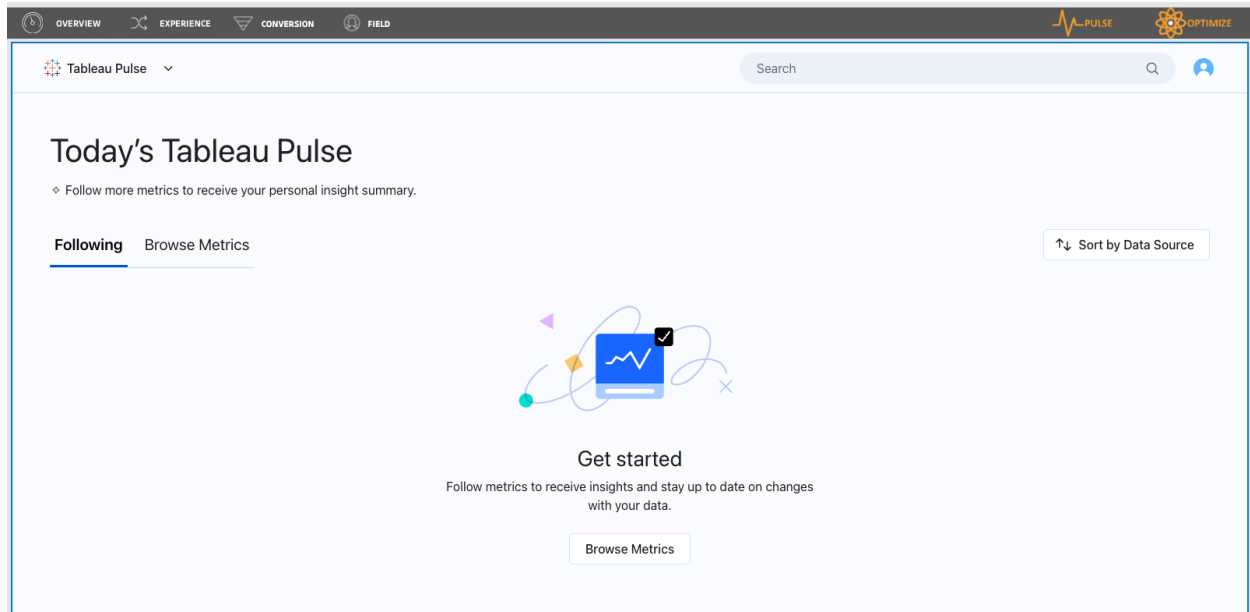 OVERVIEW EXPERIENCE CONVERSION FIELD PULSE OPTIMIZE
Tableau Pulse Search
Today's Tableau Pulse
Follow more metrics to receive your personal insight summary.
Following Browse Metrics Sort by Data Source
Get started
Follow metrics to receive insights and stay up to date on changes
with your data.
Browse Metrics